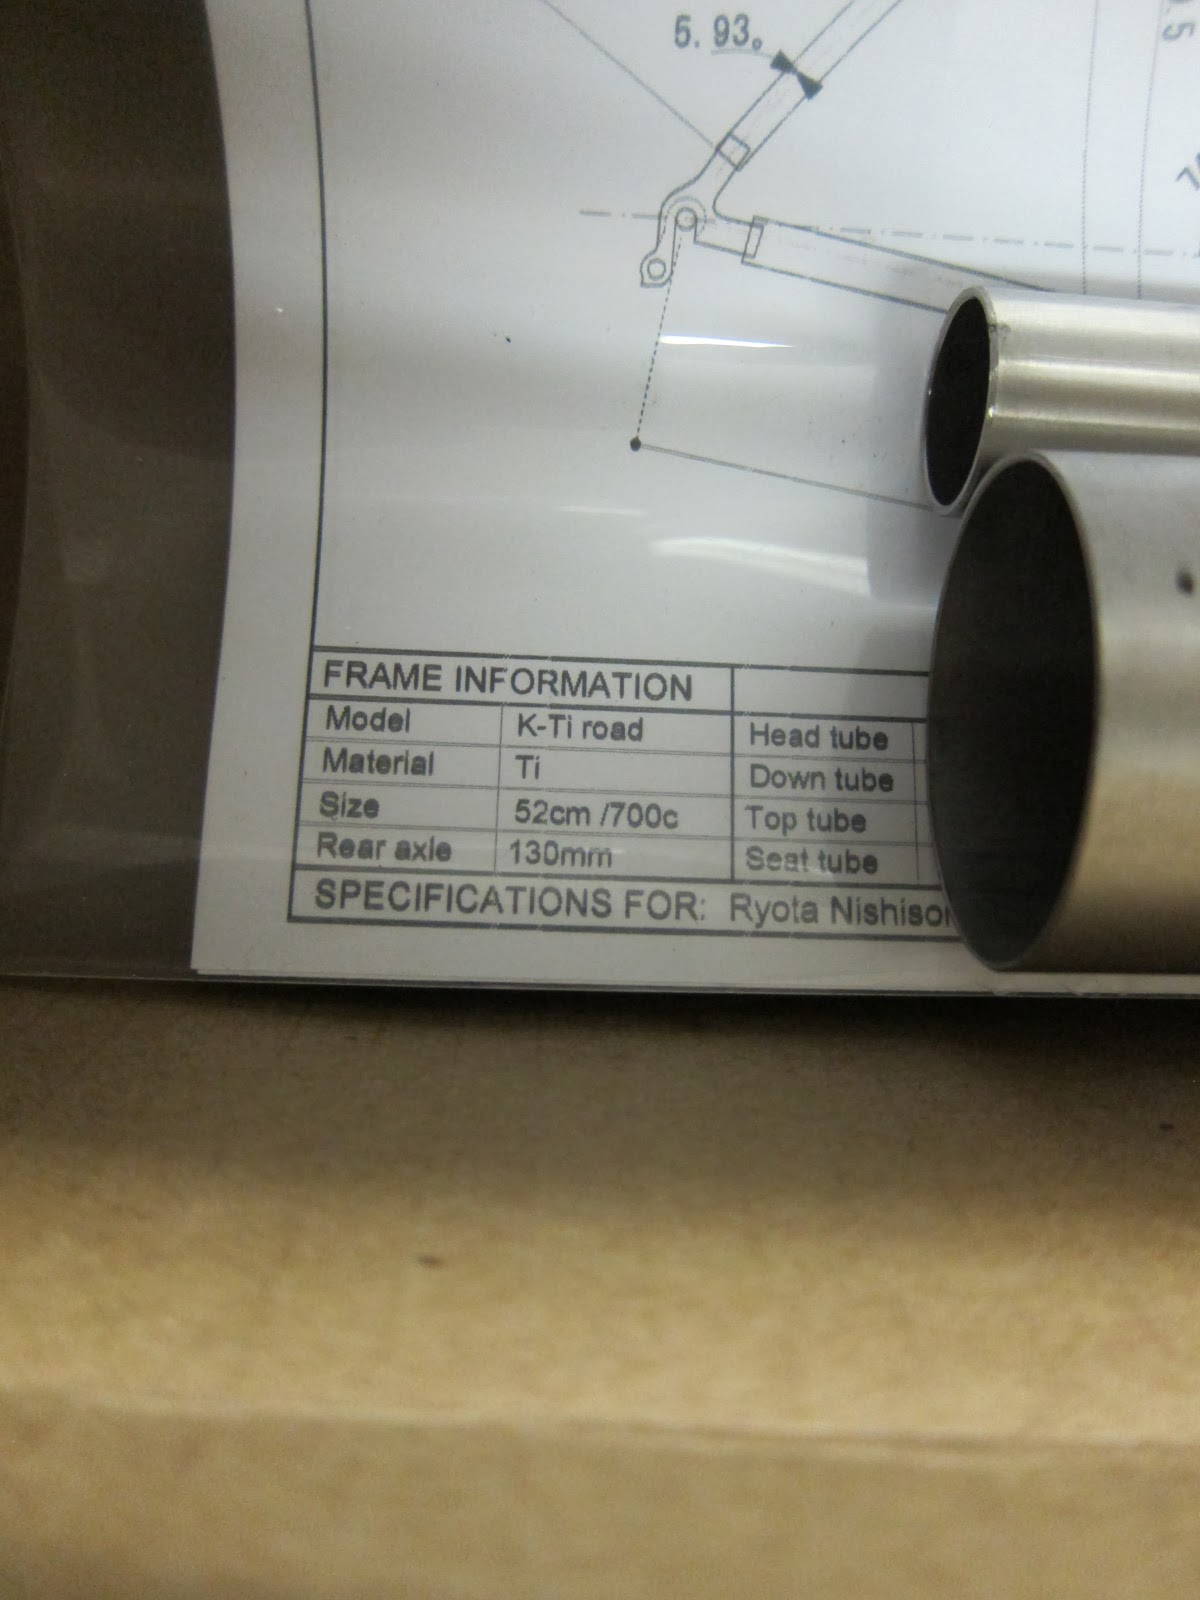 5.93°
FRAME INFORMATION
Model K-Ti road Head tube
Material Ti Down tube
Size 52cm /700c Top tube
Rear axle 130mm Seat tube
SPECIFICATIONS FOR: Ryota